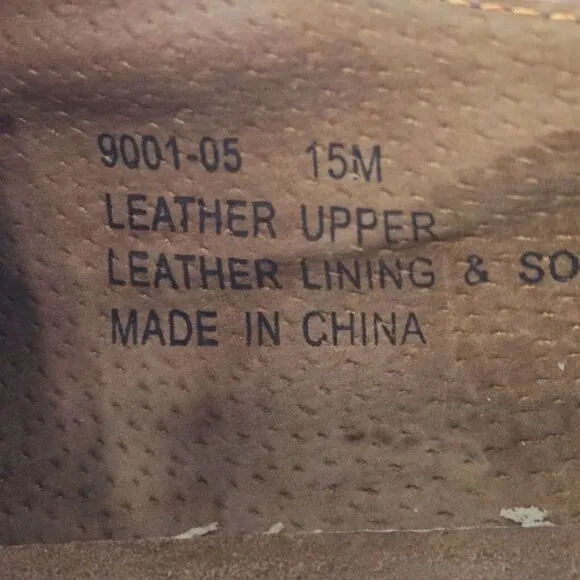 9001-05 15M
LEATHER UPPER
LEATHER LINING & SO
MADE IN CHINA